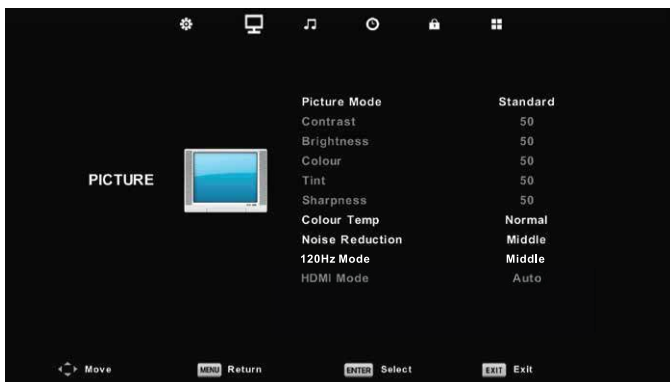 Picture Mode Standard
Contrast 50
Brightness 50
Colour 50
PICTURE
Tint 50
Sharpness 50
Colour Temp Normal
Noise Reduction Middle
120Hz Mode Middle
HDMI Mode Auto
Move MENU Return ENTER Select EXIT Exit